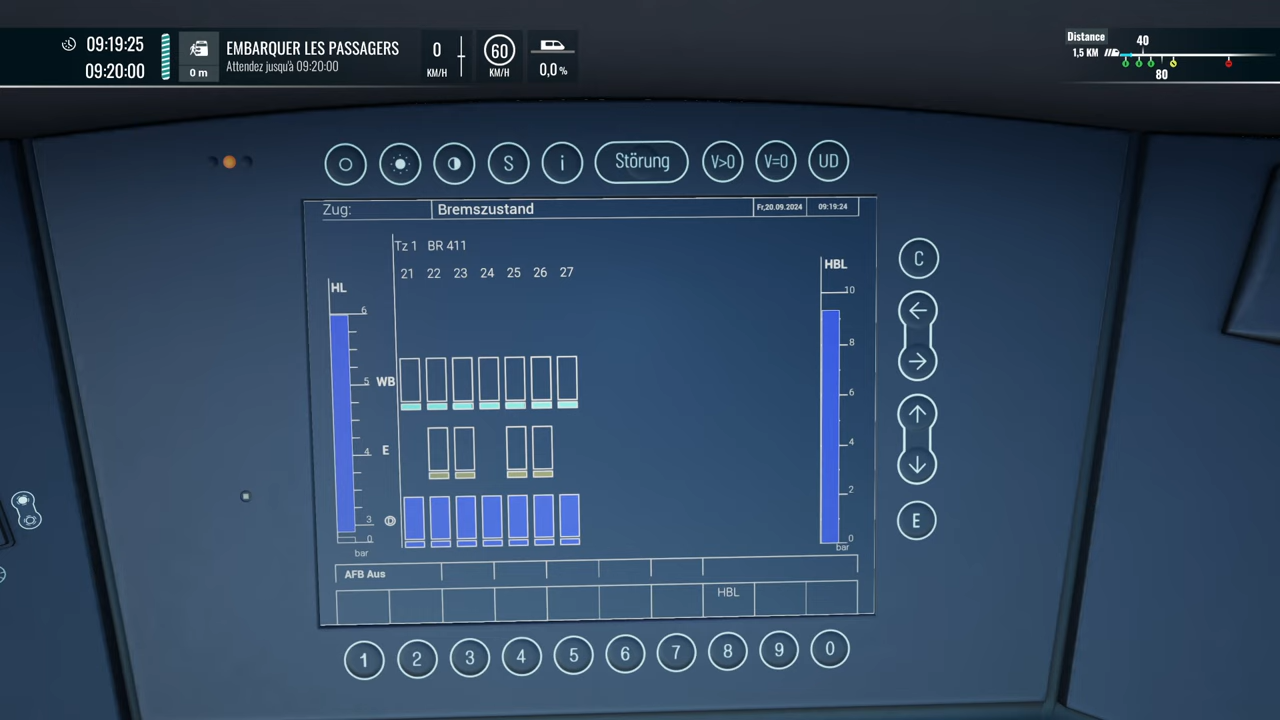 09:19:25
09:20:00
0 m
EMBARQUER LES PASSAGERS
Attendez jusqu'à 09:20:00
0
KM/H
60
KM/H
0,0 %
Distance
1,5 KM
40
80
S
i
Störung
V>0
V=0
UD
Zug:
Bremszustand
Fr,20.09.2024
09:19:24
Tz 1 BR 411
21 22 23 24 25 26 27
HL
6
5
4
3
0
bar
WB
E
HBL
10
8
6
4
2
0
bar
AFB Aus
HBL
C
E
1 2 3 4 5 6 7 8 9 0